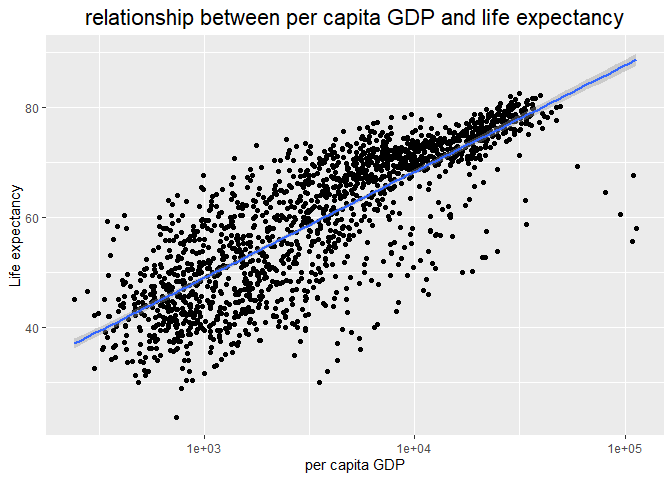 relationship between per capita GDP and life expectancy
Life expectancy
80
60
40
1e+03 1e+04 1e+05
per capita GDP